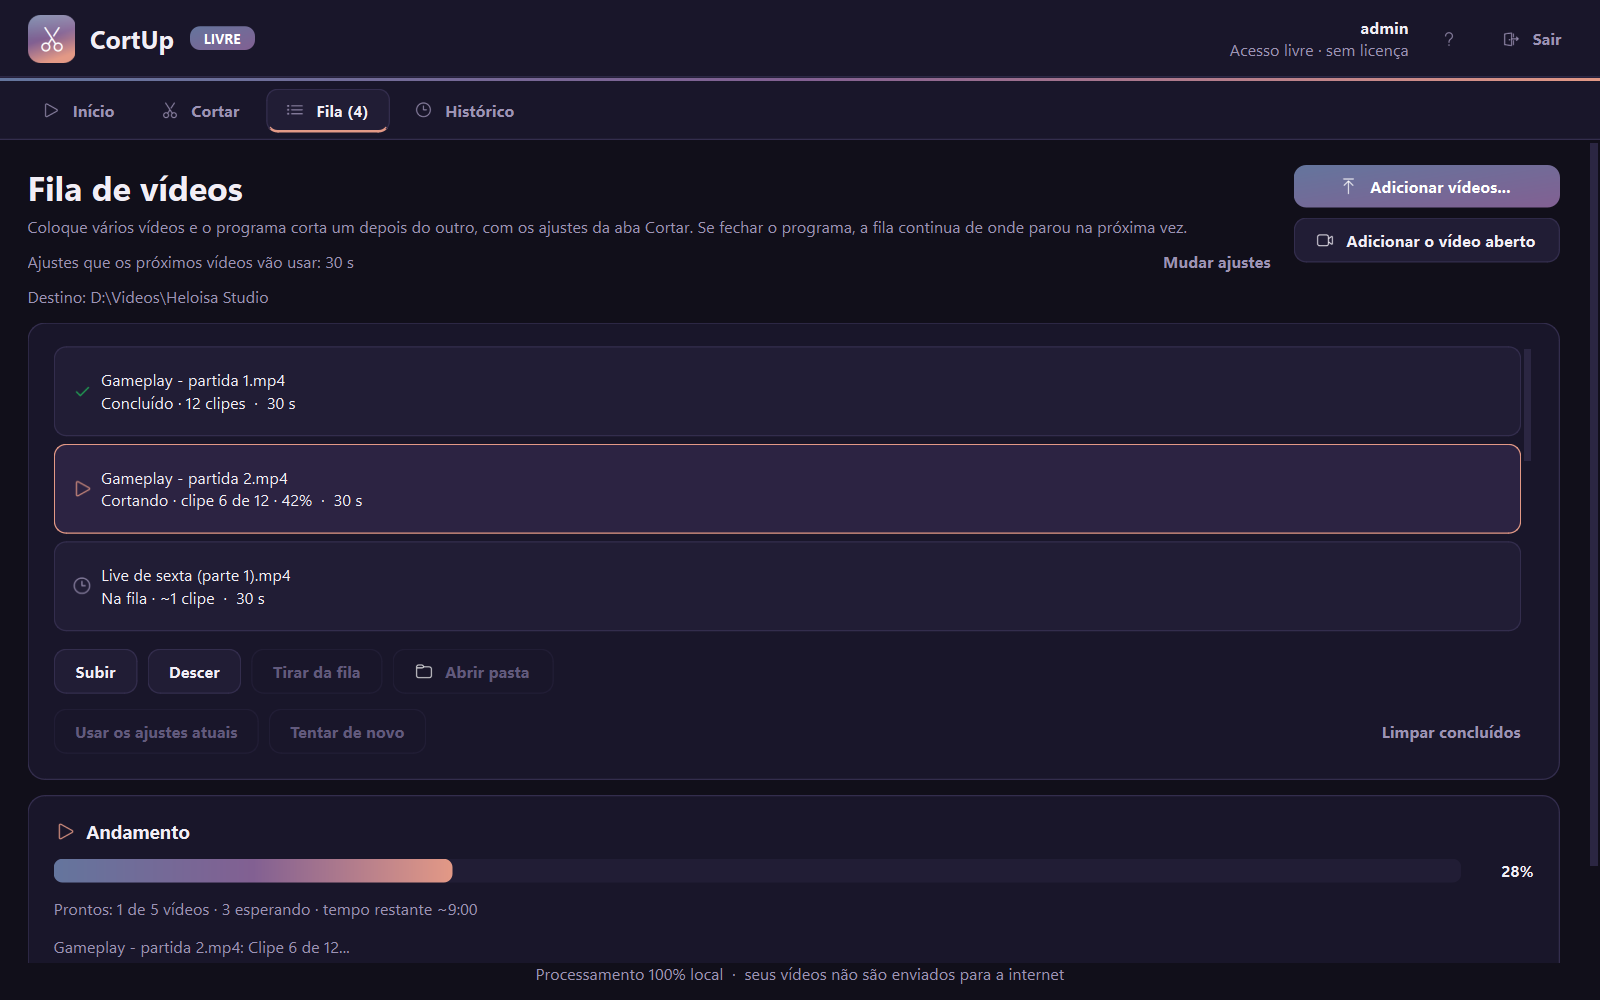 CortUp
LIVRE
admin
Acesso livre · sem licença
?
Sair
Início
Cortar
Fila (4)
Histórico
Fila de vídeos
Coloque vários vídeos e o programa corta um depois do outro, com os ajustes da aba Cortar. Se fechar o programa, a fila continua de onde parou na próxima vez.
Ajustes que os próximos vídeos vão usar: 30 s
Mudar ajustes
Destino: D:\Videos\Heloisa Studio
Adicionar vídeos...
Adicionar o vídeo aberto
Gameplay - partida 1.mp4
Concluído · 12 clipes · 30 s
Gameplay - partida 2.mp4
Cortando · clipe 6 de 12 · 42% · 30 s
Live de sexta (parte 1).mp4
Na fila · ~1 clipe · 30 s
Subir
Descer
Tirar da fila
Abrir pasta
Usar os ajustes atuais
Tentar de novo
Limpar concluídos
Andamento
28%
Prontos: 1 de 5 vídeos · 3 esperando · tempo restante ~9:00
Gameplay - partida 2.mp4: Clipe 6 de 12...
Processamento 100% local · seus vídeos não são enviados para a internet